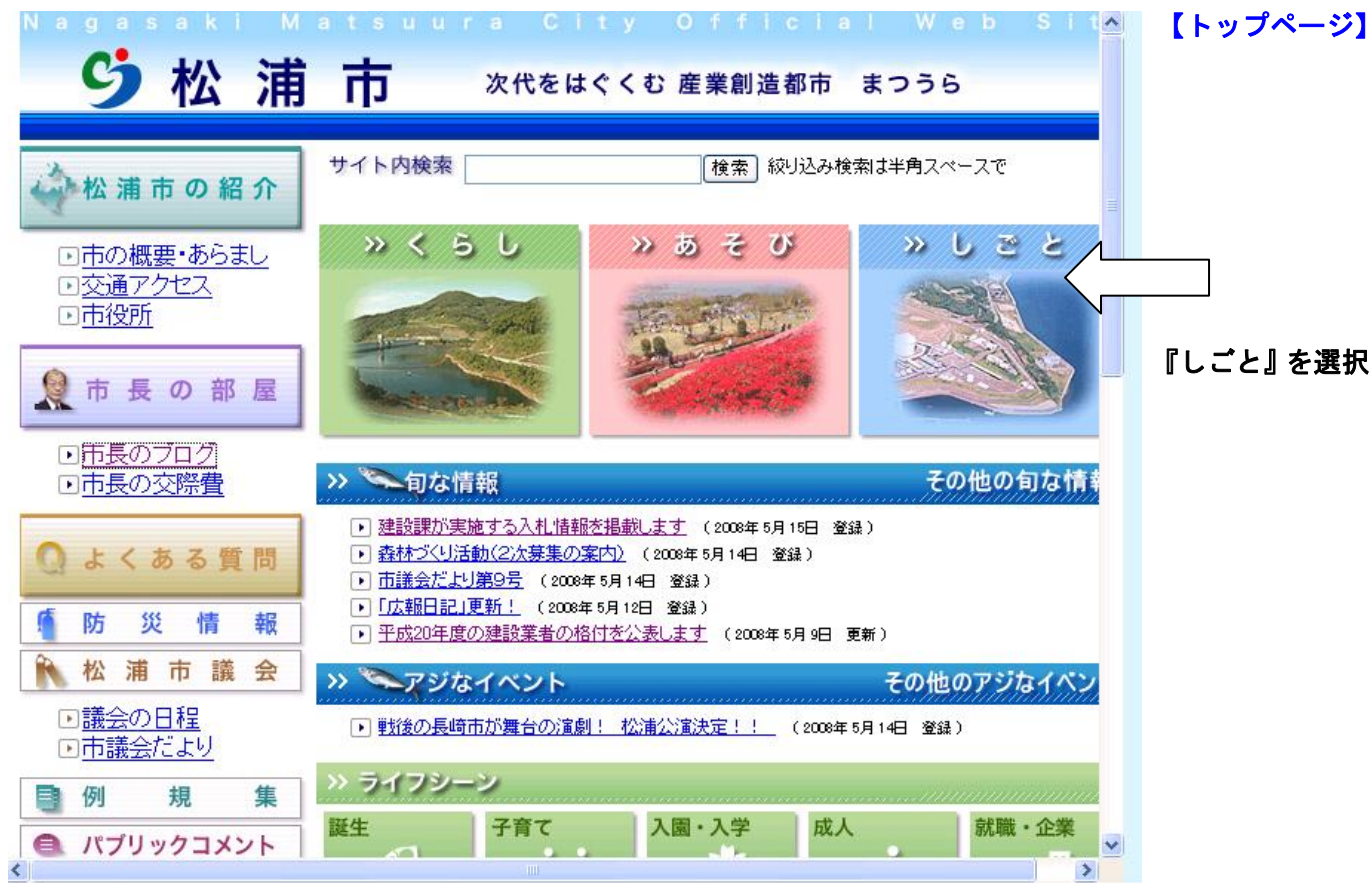 Nagasaki Matsuura City Official Web Sit
【トップページ】
松浦市
次代をはぐくむ 産業創造都市 まつうら
サイト内検索
検索
絞り込み検索は半角スペースで
松浦市の紹介
市の概要・あらまし
交通アクセス
市役所
市長の部屋
市長のブログ
市長の交際費
よくある質問
防災情報
松浦市議会
議会の日程
市議会だより
例規集
パブリックコメント
» くらし
» あそび
» しごと
『しごと』を選択
» 旬な情報
その他の旬な情報
建設課が実施する入札情報を掲載します (2008年5月15日 登録)
森林づくり活動(2次募集の案内) (2008年5月14日 登録)
市議会だより第9号 (2008年5月14日 登録)
「広報日記」更新! (2008年5月12日 登録)
平成20年度の建設業者の格付を公表します (2008年5月9日 更新)
» アジなイベント
その他のアジなイベン
戦後の長崎市が舞台の演劇! 松浦公演決定!! (2008年5月14日 登録)
» ライフシーン
誕生
子育て
入園・入学
成人
就職・企業